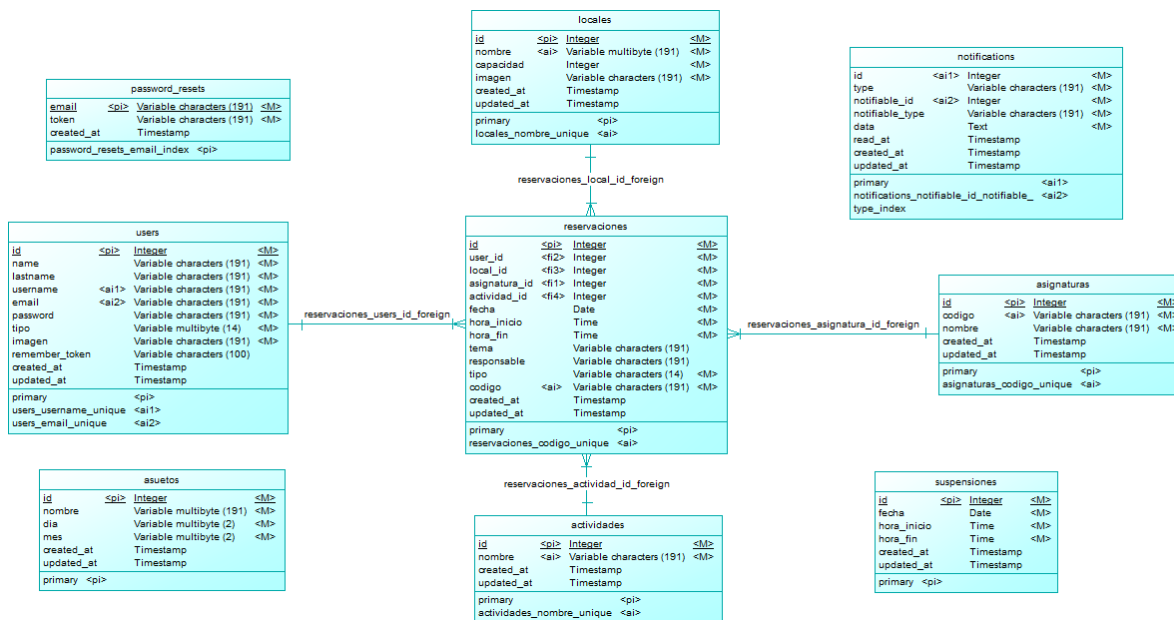 locales
id <pi> Integer <M>
nombre <ai> Variable multibyte (191) <M>
capacidad Integer <M>
imagen Variable characters (191) <M>
created_at Timestamp
updated_at Timestamp
primary <pi>
locales_nombre_unique <ai>
notifications
id <ai1> Integer <M>
type Variable characters (191) <M>
notifiable_id <ai2> Integer <M>
notifiable_type Variable characters (191) <M>
data Text <M>
read_at Timestamp
created_at Timestamp
updated_at Timestamp
primary <ai1>
notifications_notifiable_id_notifiable_ <ai2>
type_index
password_resets
email <pi> Variable characters (191) <M>
token Variable characters (191) <M>
created_at Timestamp
password_resets_email_index <pi>
reservaciones_local_id_foreign
users
id <pi> Integer <M>
name Variable characters (191) <M>
lastname Variable characters (191) <M>
username <ai1> Variable characters (191) <M>
email <ai2> Variable characters (191) <M>
password Variable characters (191) <M>
tipo Variable multibyte (14) <M>
imagen Variable characters (191) <M>
remember_token Variable characters (100)
created_at Timestamp
updated_at Timestamp
primary <pi>
users_username_unique <ai1>
users_email_unique <ai2>
reservaciones_users_id_foreign
reservaciones
id <pi> Integer <M>
user_id <fi2> Integer <M>
local_id <fi3> Integer <M>
asignatura_id <fi1> Integer <M>
actividad_id <fi4> Integer <M>
fecha Date <M>
hora_inicio Time <M>
hora_fin Time <M>
tema Variable characters (191)
responsable Variable characters (191)
tipo Variable characters (14) <M>
codigo <ai> Variable characters (191) <M>
created_at Timestamp
updated_at Timestamp
primary <pi>
reservaciones_codigo_unique <ai>
reservaciones_asignatura_id_foreign
asignaturas
id <pi> Integer <M>
codigo <ai> Variable characters (191) <M>
nombre Variable characters (191) <M>
created_at Timestamp
updated_at Timestamp
primary <pi>
asignaturas_codigo_unique <ai>
reservaciones_actividad_id_foreign
asuetos
id <pi> Integer <M>
nombre Variable multibyte (191) <M>
dia Variable multibyte (2) <M>
mes Variable multibyte (2) <M>
created_at Timestamp
updated_at Timestamp
primary <pi>
actividades
id <pi> Integer <M>
nombre <ai> Variable characters (191) <M>
created_at Timestamp
updated_at Timestamp
primary <pi>
actividades_nombre_unique <ai>
suspensiones
id <pi> Integer <M>
fecha Date <M>
hora_inicio Time <M>
hora_fin Time <M>
created_at Timestamp
updated_at Timestamp
primary <pi>